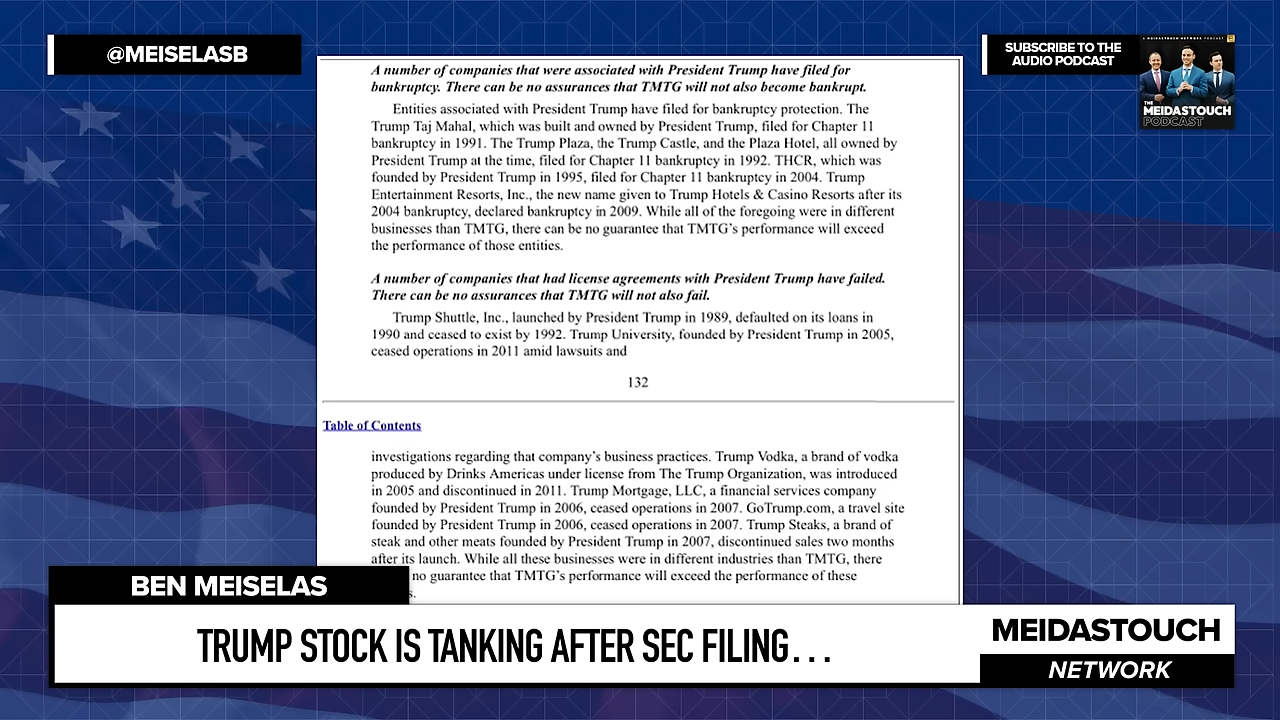 @MEISELASB
SUBSCRIBE TO THE
AUDIO PODCAST
A MEIDASTOUCH NETWORK PODCAST
THE
MEIDASTOUCH
PODCAST
A number of companies that were associated with President Trump have filed for
bankruptcy. There can be no assurances that TMTG will not also become bankrupt.
Entities associated with President Trump have filed for bankruptcy protection. The
Trump Taj Mahal, which was built and owned by President Trump, filed for Chapter 11
bankruptcy in 1991. The Trump Plaza, the Trump Castle, and the Plaza Hotel, all owned by
President Trump at the time, filed for Chapter 11 bankruptcy in 1992. THCR, which was
founded by President Trump in 1995, filed for Chapter 11 bankruptcy in 2004. Trump
Entertainment Resorts, Inc., the new name given to Trump Hotels & Casino Resorts after its
2004 bankruptcy, declared bankruptcy in 2009. While all of the foregoing were in different
businesses than TMTG, there can be no guarantee that TMTG's performance will exceed
the performance of those entities.
A number of companies that had license agreements with President Trump have failed.
There can be no assurances that TMTG will not also fail.
Trump Shuttle, Inc., launched by President Trump in 1989, defaulted on its loans in
1990 and ceased to exist by 1992. Trump University, founded by President Trump in 2005,
ceased operations in 2011 amid lawsuits and
132
Table of Contents
investigations regarding that company's business practices. Trump Vodka, a brand of vodka
produced by Drinks Americas under license from The Trump Organization, was introduced
in 2005 and discontinued in 2011. Trump Mortgage, LLC, a financial services company
founded by President Trump in 2006, ceased operations in 2007. GoTrump.com, a travel site
founded by President Trump in 2006, ceased operations in 2007. Trump Steaks, a brand of
steak and other meats founded by President Trump in 2007, discontinued sales two months
after its launch. While all these businesses were in different industries than TMTG, there
no guarantee that TMTG's performance will exceed the performance of these
s.
BEN MEISELAS
TRUMP STOCK IS TANKING AFTER SEC FILING...
MEIDASTOUCH
NETWORK